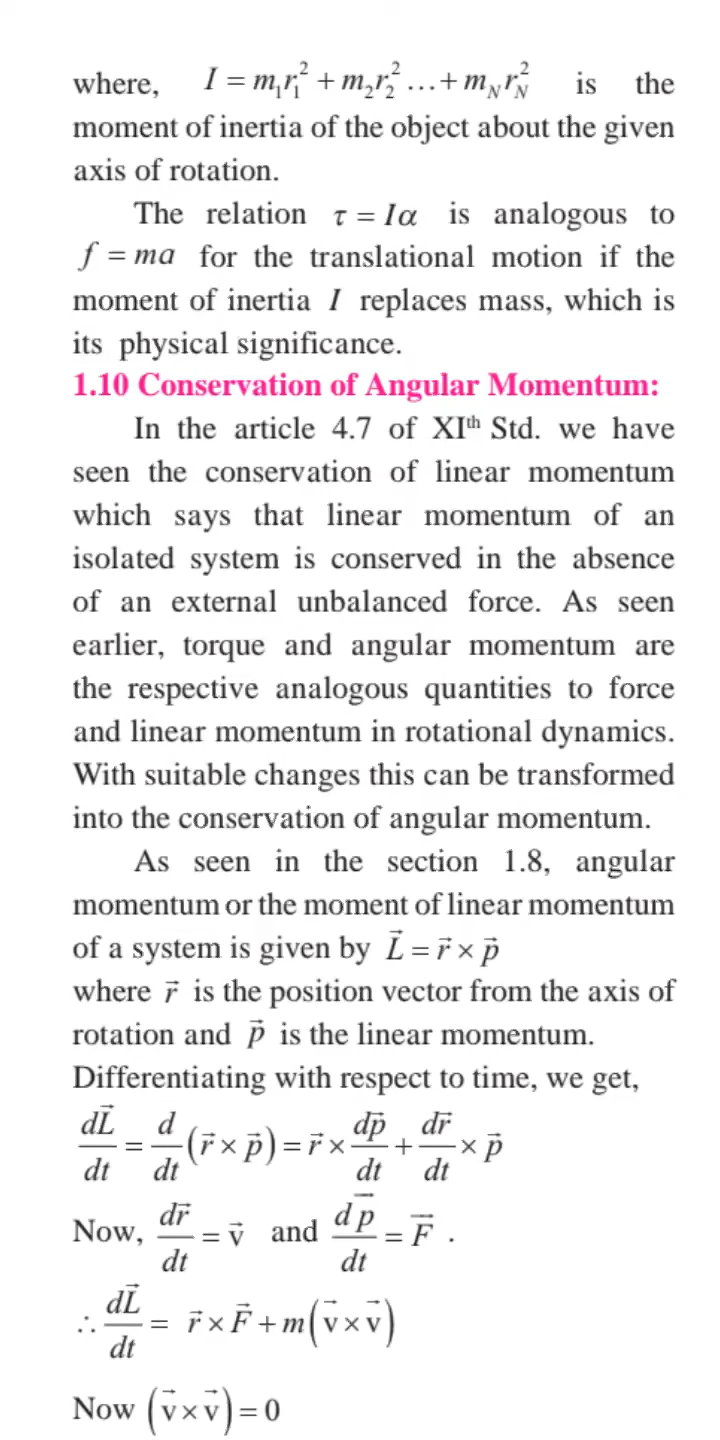 where, I = m₁r₁² + m₂r₂² ...+ m_N r_N² is the
moment of inertia of the object about the given
axis of rotation.
The relation τ = Iα is analogous to
f = ma for the translational motion if the
moment of inertia I replaces mass, which is
its physical significance.
1.10 Conservation of Angular Momentum:
In the article 4.7 of XIᵗʰ Std. we have
seen the conservation of linear momentum
which says that linear momentum of an
isolated system is conserved in the absence
of an external unbalanced force. As seen
earlier, torque and angular momentum are
the respective analogous quantities to force
and linear momentum in rotational dynamics.
With suitable changes this can be transformed
into the conservation of angular momentum.
As seen in the section 1.8, angular
momentum or the moment of linear momentum
of a system is given by L⃗ = r⃗ × p⃗
where r⃗ is the position vector from the axis of
rotation and p⃗ is the linear momentum.
Differentiating with respect to time, we get,
dL⃗/dt = d/dt (r⃗ × p⃗) = r⃗ × dp⃗/dt + dr⃗/dt × p⃗
Now, dr⃗/dt = v⃗ and dp⃗/dt = F⃗ .
∴ dL⃗/dt = r⃗ × F⃗ + m(v⃗ × v⃗)
Now (v⃗ × v⃗) = 0